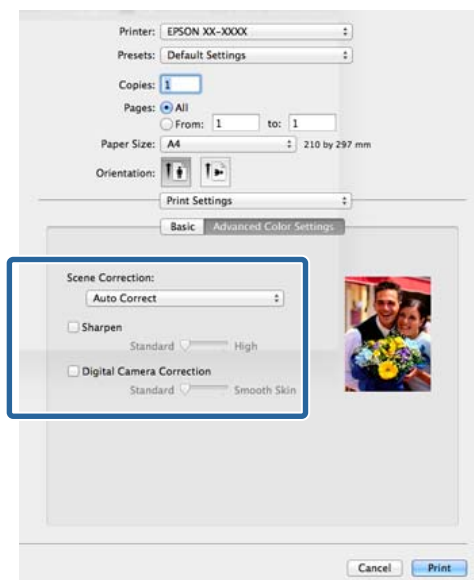 Printer: EPSON XX-XXXX
Presets: Default Settings
Copies: 1
Pages: All
From: 1 to: 1
Paper Size: A4 210 by 297 mm
Orientation:
Print Settings
Basic Advanced Color Settings
Scene Correction:
Auto Correct
Sharpen
Standard High
Digital Camera Correction
Standard Smooth Skin
Cancel Print